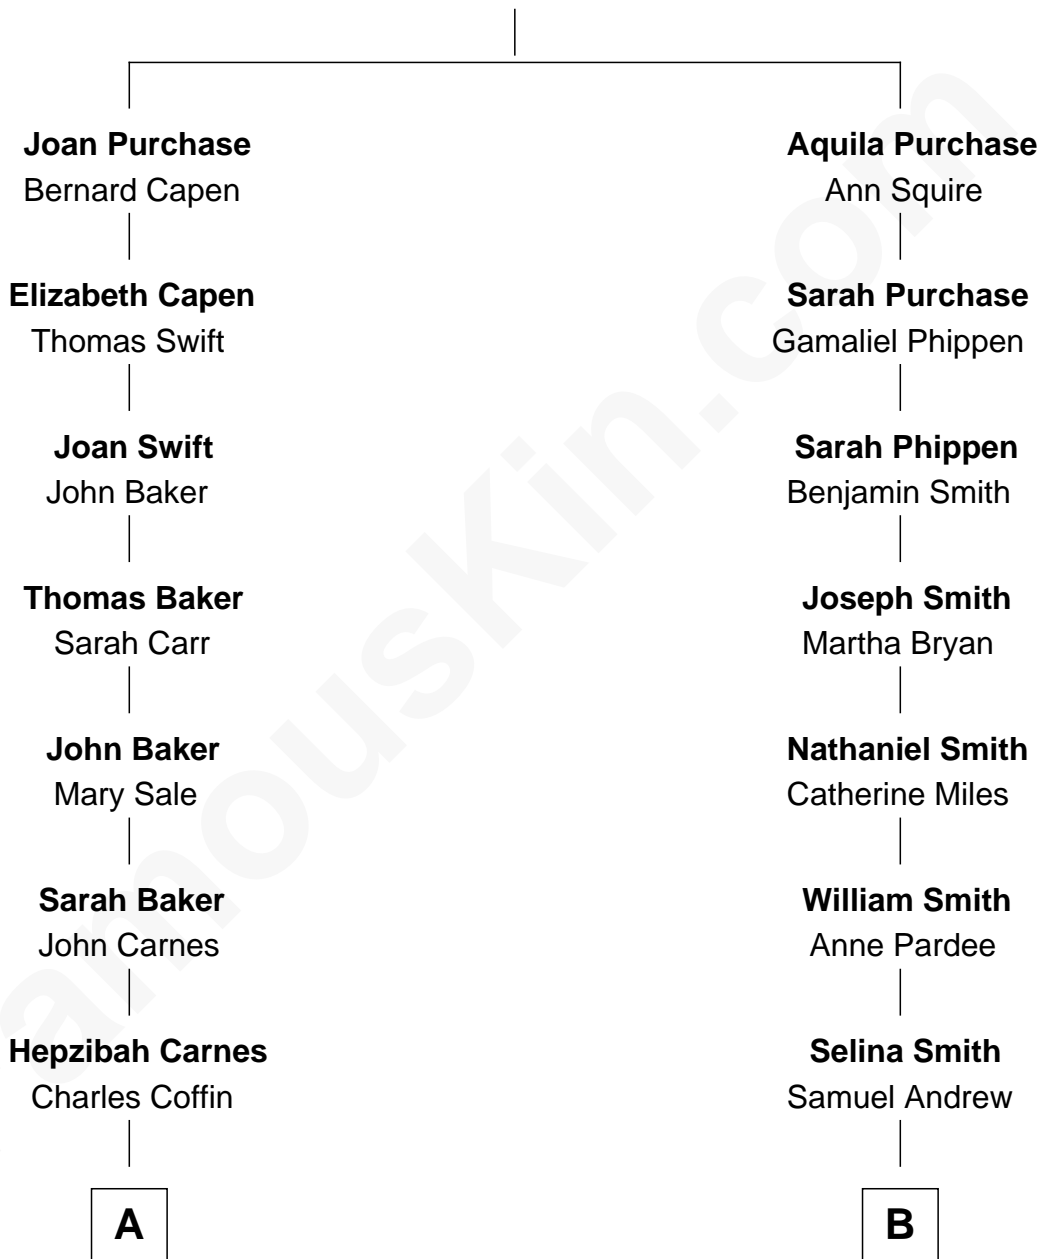 Joan Purchase
Bernard Capen
Aquila Purchase
Ann Squire
Elizabeth Capen
Thomas Swift
Sarah Purchase
Gamaliel Phippen
Joan Swift
John Baker
Sarah Phippen
Benjamin Smith
Thomas Baker
Sarah Carr
Joseph Smith
Martha Bryan
John Baker
Mary Sale
Nathaniel Smith
Catherine Miles
Sarah Baker
John Carnes
William Smith
Anne Pardee
Hepzibah Carnes
Charles Coffin
Selina Smith
Samuel Andrew
A
B
amouskin.com